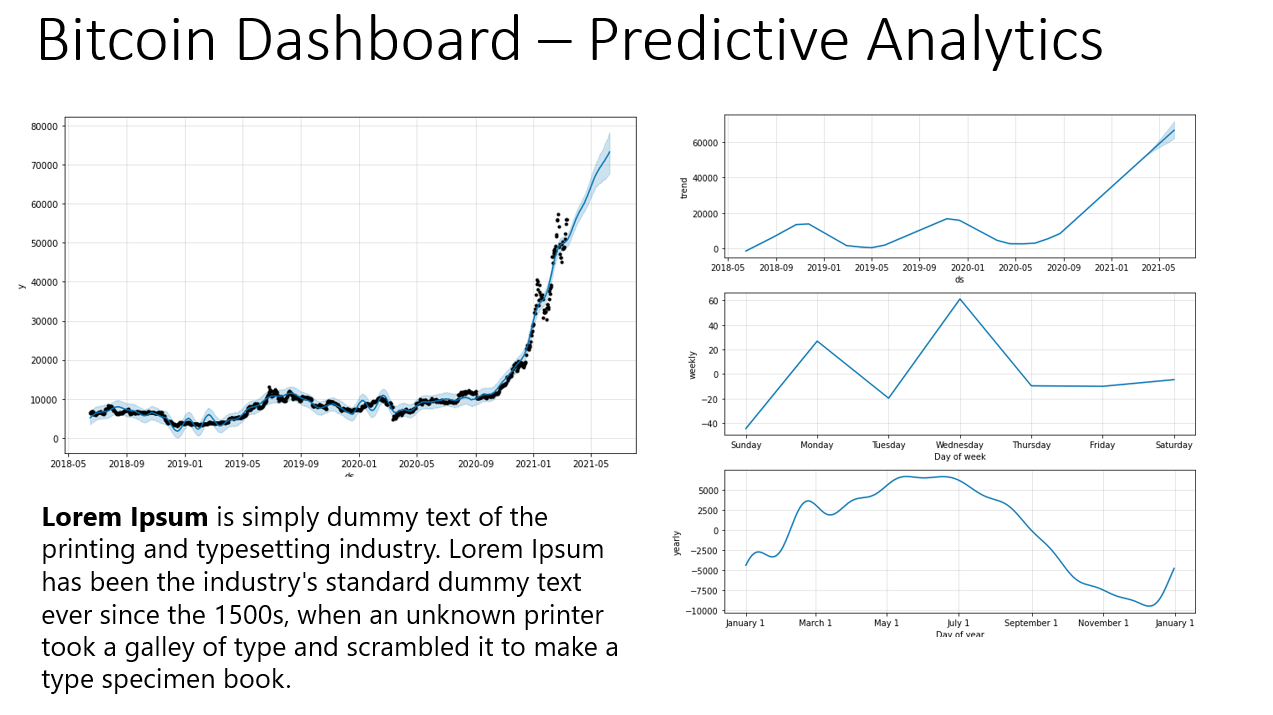 Bitcoin Dashboard – Predictive Analytics
80000
70000
60000
50000
40000
30000
20000
10000
0
y
2018-05 2018-09 2019-01 2019-05 2019-09 2020-01 2020-05 2020-09 2021-01 2021-05
ds
60000
40000
20000
0
trend
2018-05 2018-09 2019-01 2019-05 2019-09 2020-01 2020-05 2020-09 2021-01 2021-05
ds
60
40
20
0
−20
−40
weekly
Sunday Monday Tuesday Wednesday Thursday Friday Saturday
Day of week
5000
2500
0
−2500
−5000
−7500
−10000
yearly
January 1 March 1 May 1 July 1 September 1 November 1 January 1
Day of year
Lorem Ipsum is simply dummy text of the
printing and typesetting industry. Lorem Ipsum
has been the industry's standard dummy text
ever since the 1500s, when an unknown printer
took a galley of type and scrambled it to make a
type specimen book.